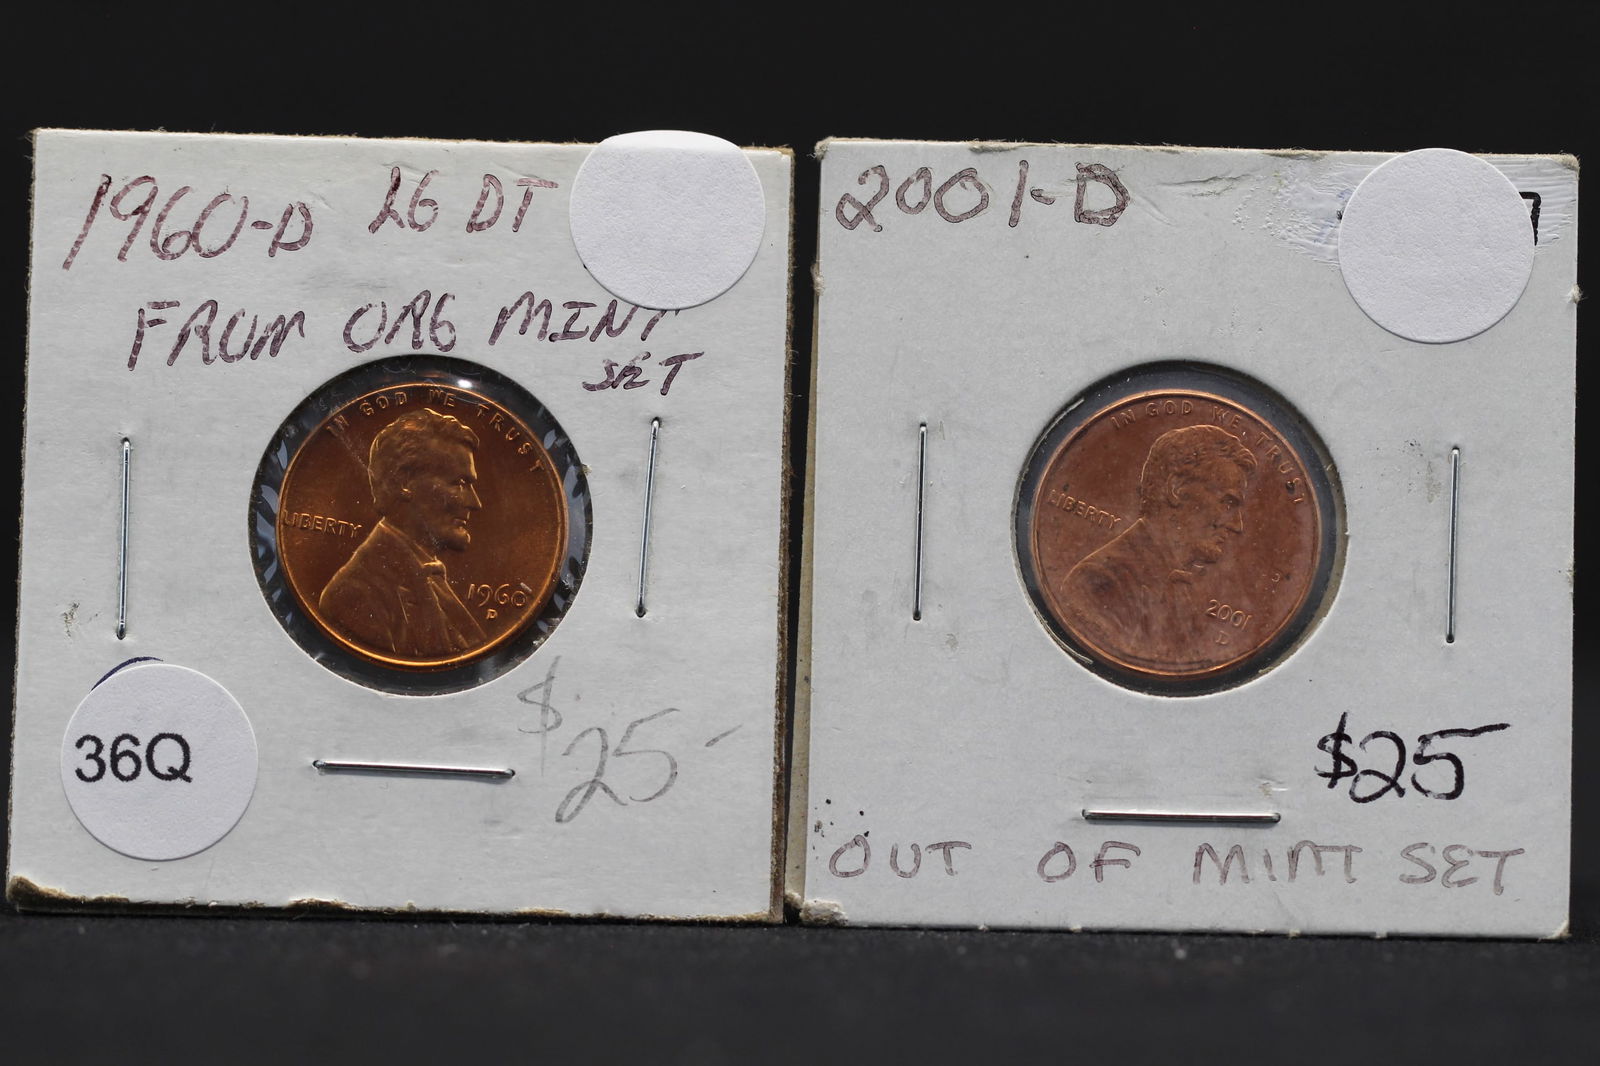 1960-D LG DT
FROM ORG MINT
SET
IN GOD WE TRUST
LIBERTY
1960
D
$25-
36Q
2001-D
IN GOD WE TRUST
LIBERTY
2001
D
$25
OUT OF MINT SET